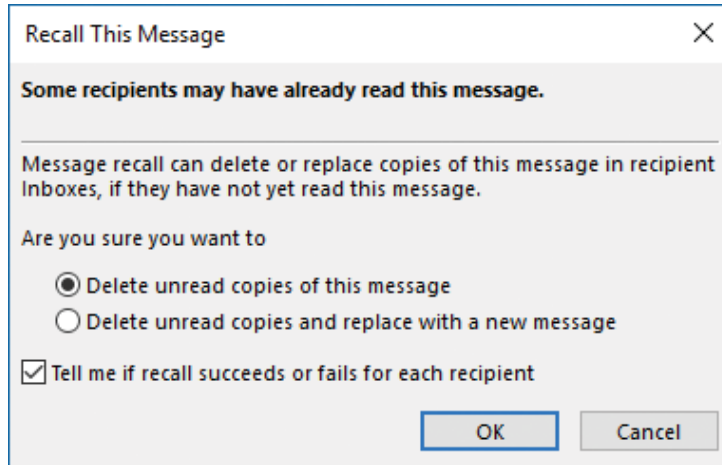 Recall This Message
Some recipients may have already read this message.
Message recall can delete or replace copies of this message in recipient
Inboxes, if they have not yet read this message.
Are you sure you want to
Delete unread copies of this message
Delete unread copies and replace with a new message
Tell me if recall succeeds or fails for each recipient
OK Cancel